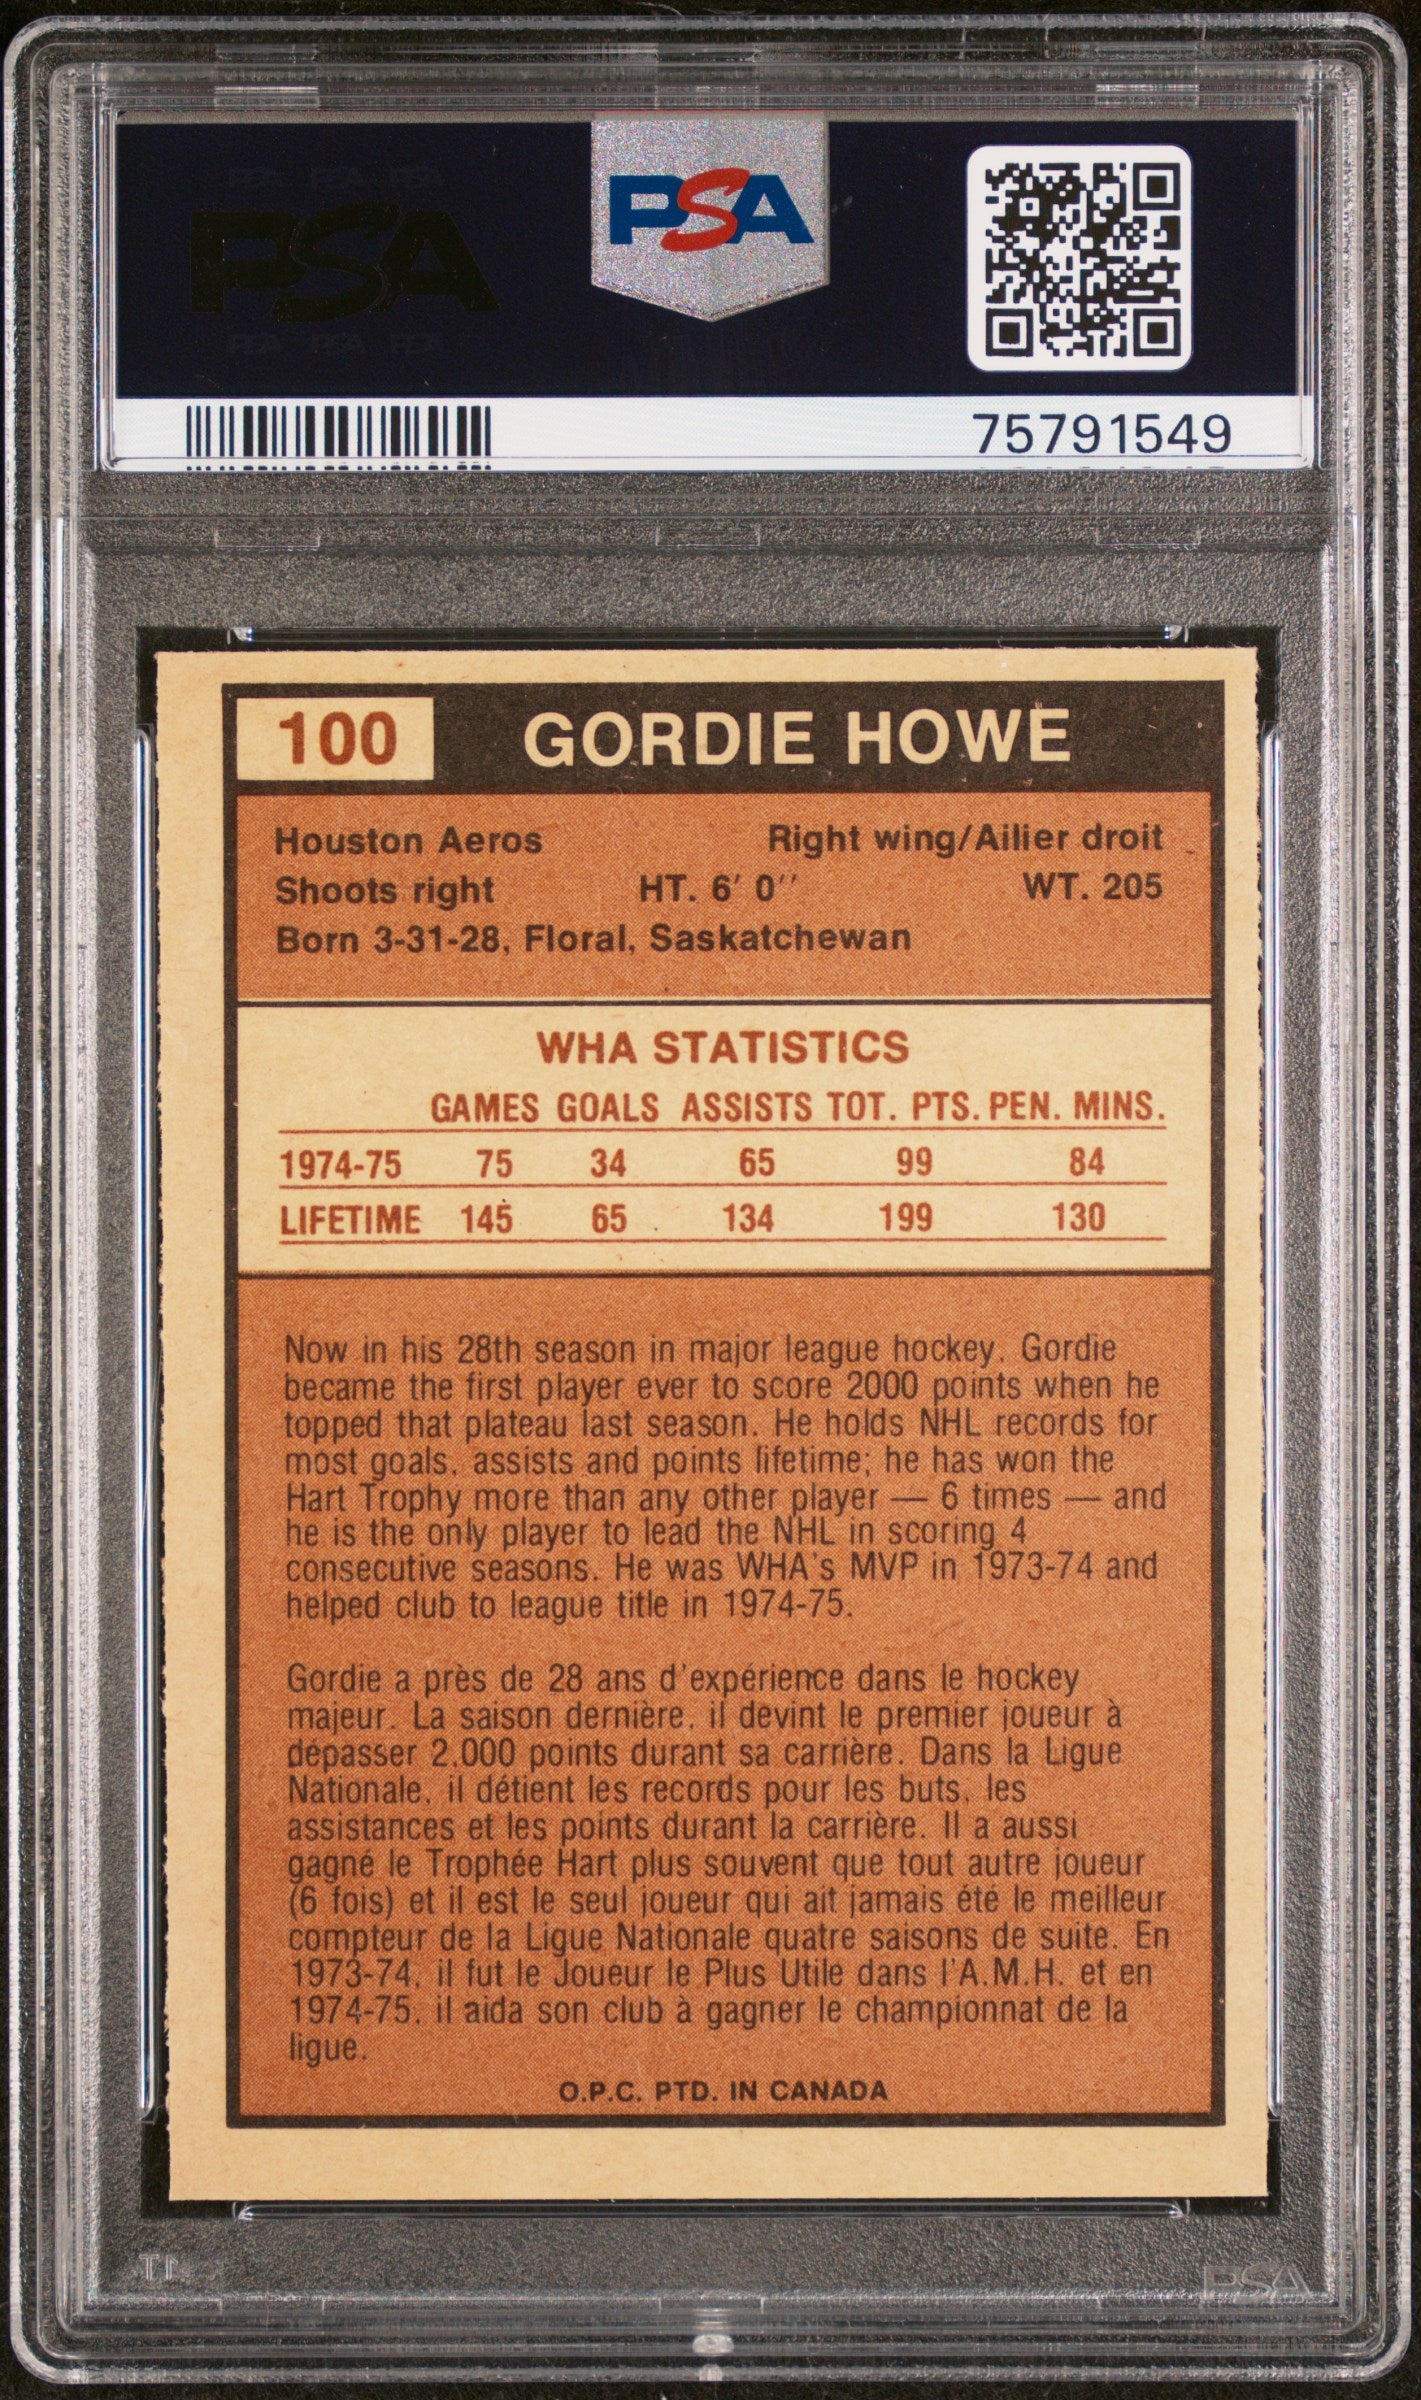 PSA PSA PSA
PSA
PSA PSA PSA
PSA
75791549
100 GORDIE HOWE
Houston Aeros Right wing/Ailier droit
Shoots right HT. 6' 0'' WT. 205
Born 3-31-28, Floral, Saskatchewan
WHA STATISTICS
GAMES GOALS ASSISTS TOT. PTS. PEN. MINS.
1974-75 75 34 65 99 84
LIFETIME 145 65 134 199 130
Now in his 28th season in major league hockey, Gordie
became the first player ever to score 2000 points when he
topped that plateau last season. He holds NHL records for
most goals, assists and points lifetime; he has won the
Hart Trophy more than any other player — 6 times — and
he is the only player to lead the NHL in scoring 4
consecutive seasons. He was WHA's MVP in 1973-74 and
helped club to league title in 1974-75.
Gordie a près de 28 ans d'expérience dans le hockey
majeur. La saison dernière, il devint le premier joueur à
dépasser 2,000 points durant sa carrière. Dans la Ligue
Nationale, il détient les records pour les buts, les
assistances et les points durant la carrière. Il a aussi
gagné le Trophée Hart plus souvent que tout autre joueur
(6 fois) et il est le seul joueur qui ait jamais été le meilleur
compteur de la Ligue Nationale quatre saisons de suite. En
1973-74, il fut le Joueur le Plus Utile dans l'A.M.H. et en
1974-75, il aida son club à gagner le championnat de la
ligue.
O.P.C. PTD. IN CANADA
PSA